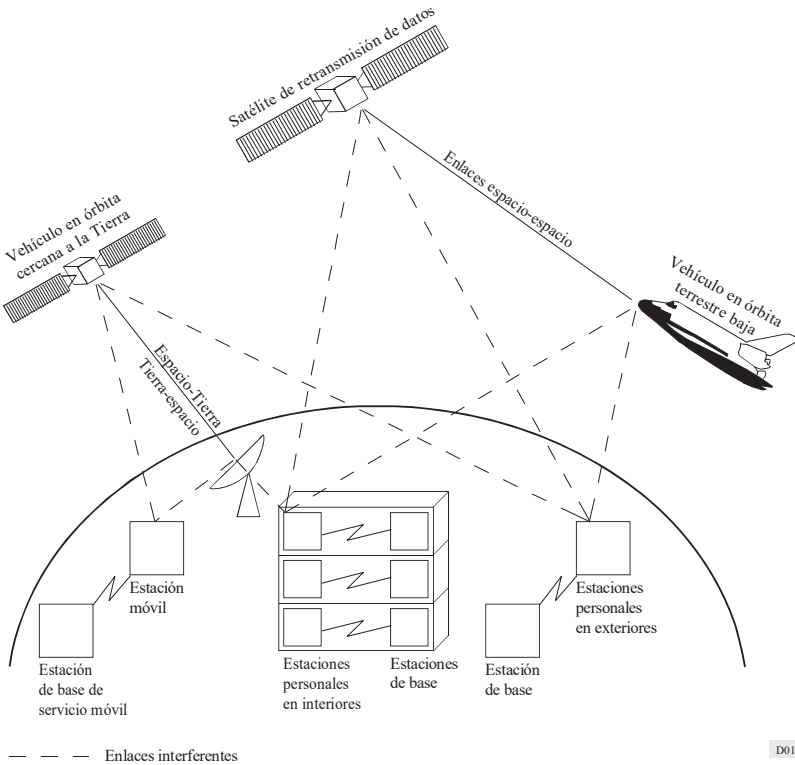 Satélite de retransmisión de datos
Enlaces espacio-espacio
Vehículo en órbita
cercana a la Tierra
Vehículo en órbita
terrestre baja
Espacio-Tierra
Tierra-espacio
Estación
móvil
Estaciones
personales
en exteriores
Estación
de base de
servicio móvil
Estaciones
personales
en interiores
Estaciones
de base
Estación
de base
Enlaces interferentes
D01